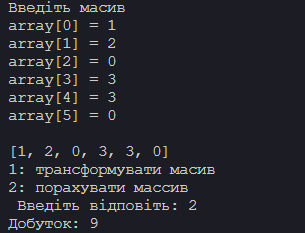 Введіть масив
array[0] = 1
array[1] = 2
array[2] = 0
array[3] = 3
array[4] = 3
array[5] = 0
[1, 2, 0, 3, 3, 0]
1: трансформувати масив
2: порахувати массив
Введіть відповіть: 2
Добуток: 9